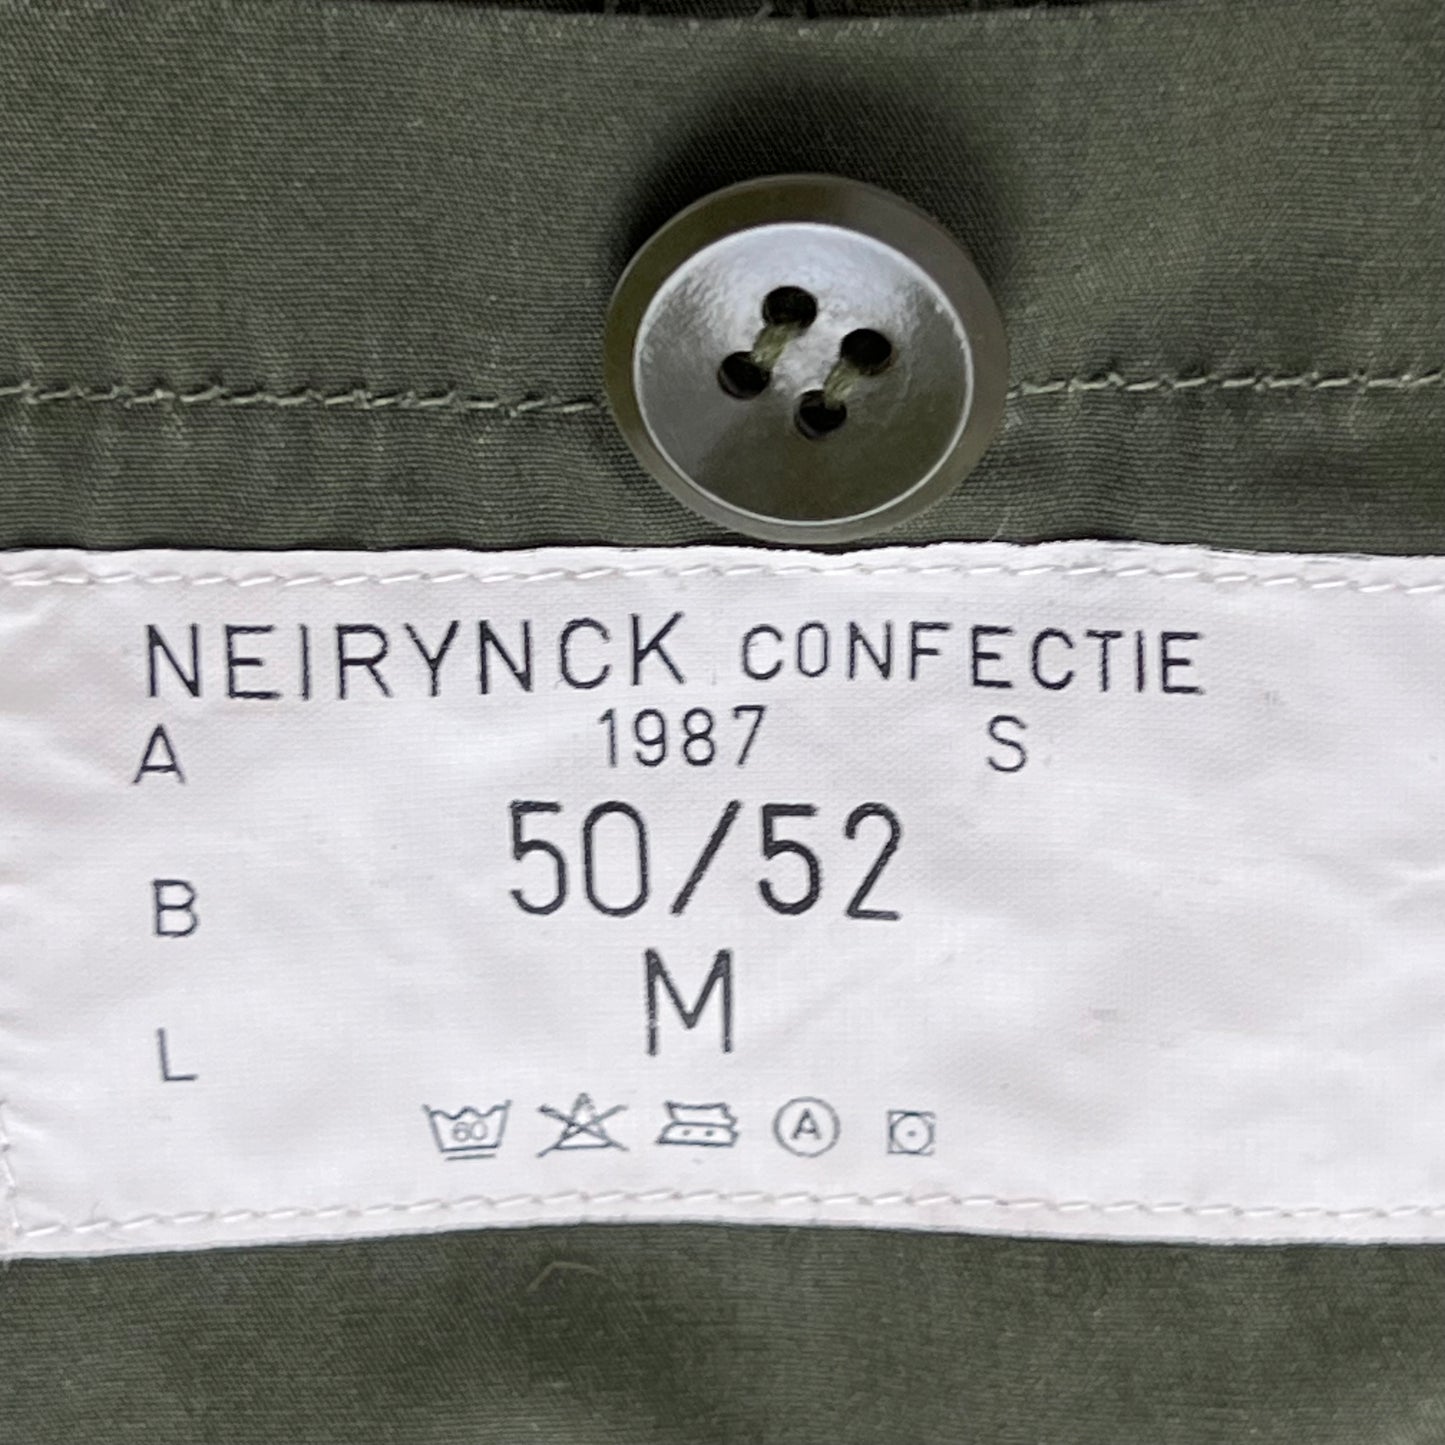 NEIRYNCK CONFECTIE
A 1987 S
50/52
B
M
L
60 A